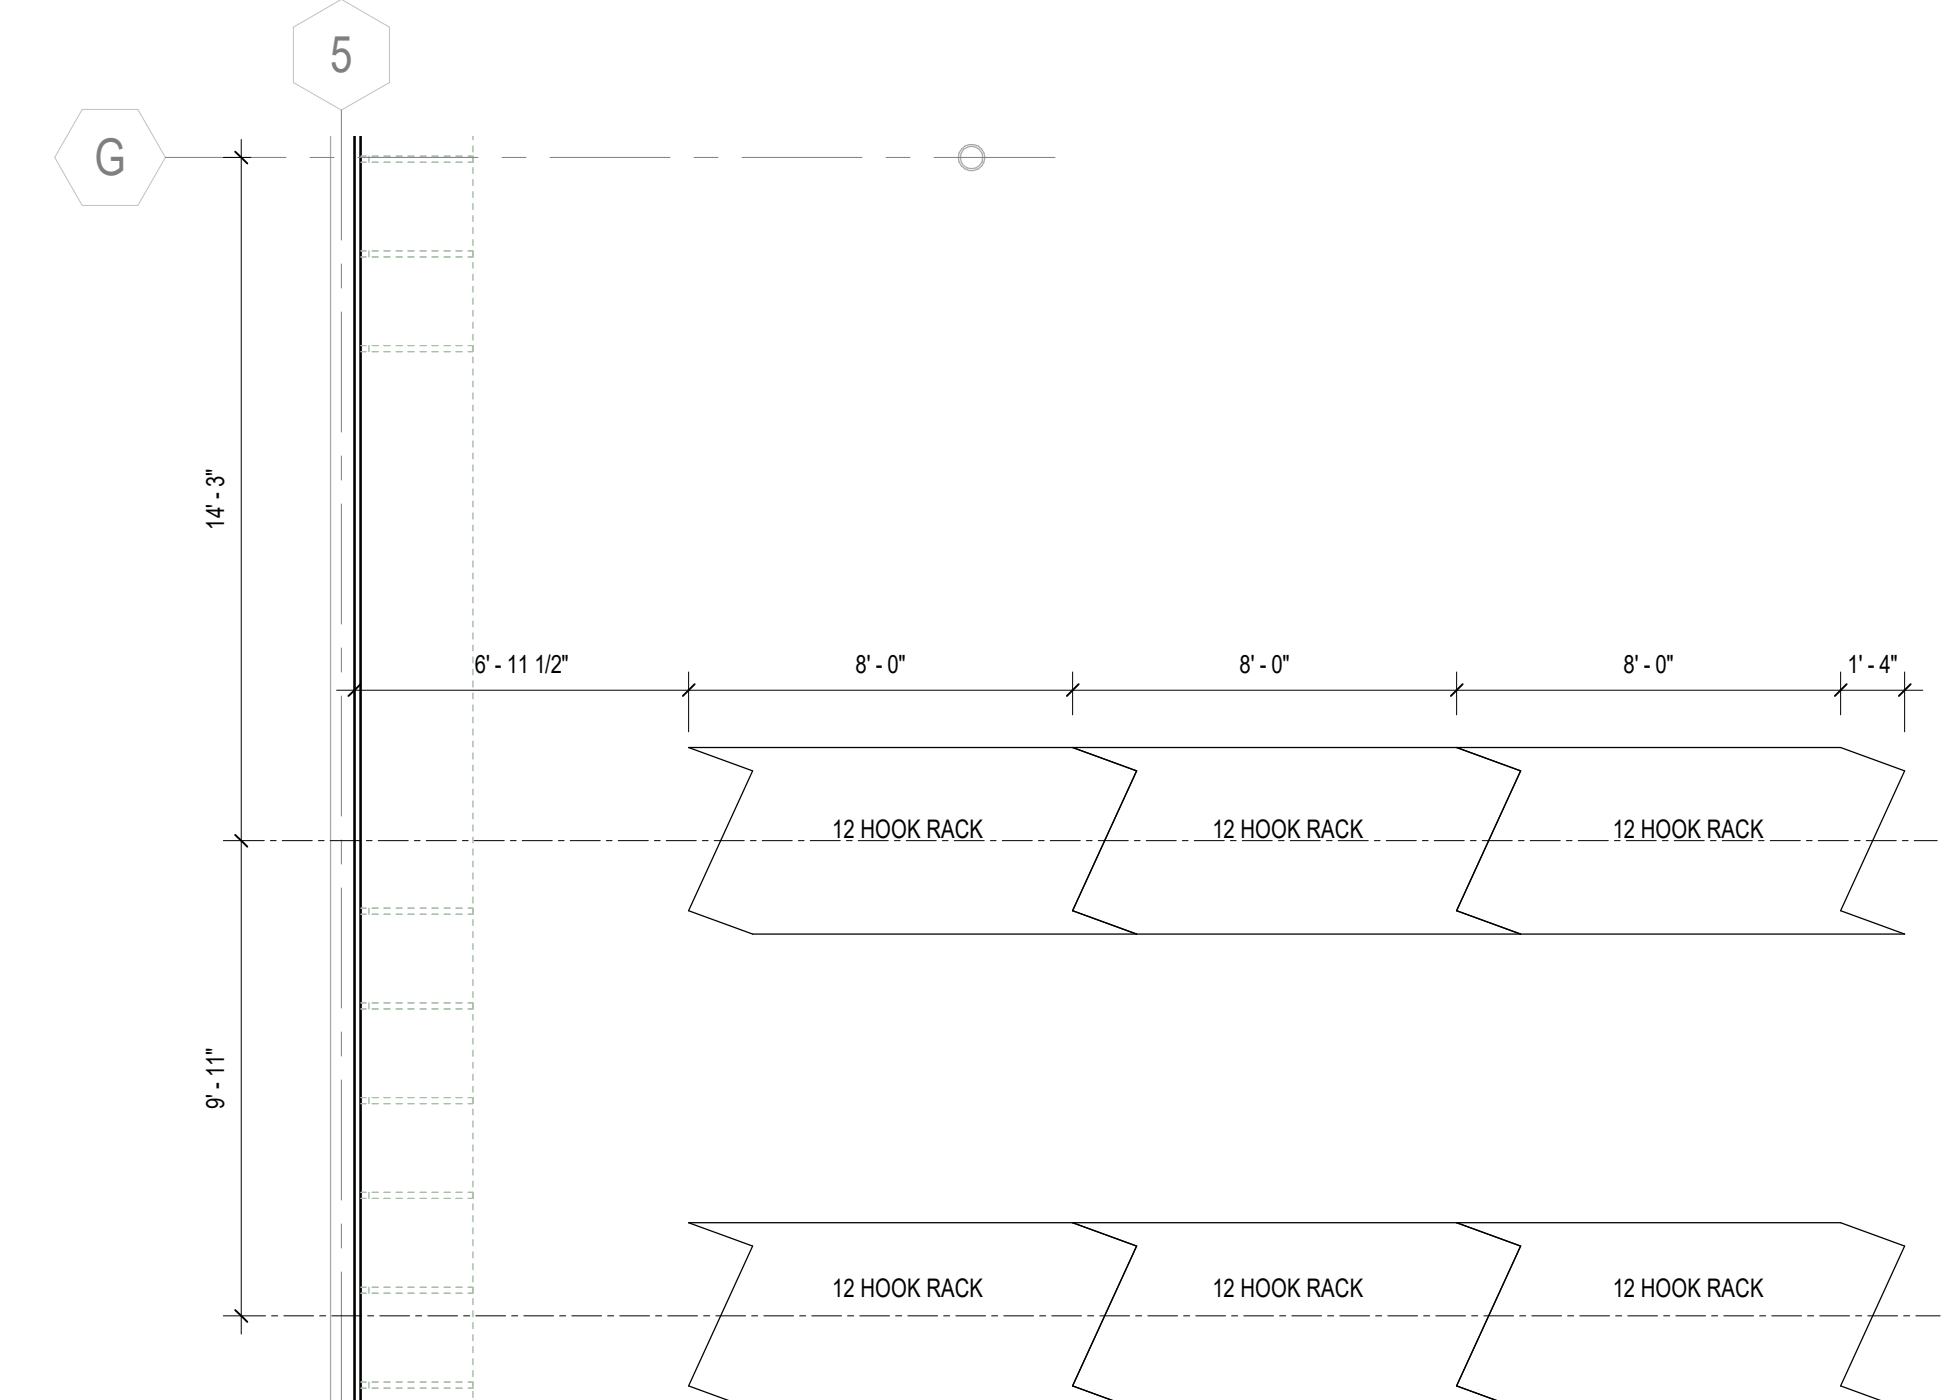 5
G
14' - 3"
6' - 11 1/2"
8' - 0"
8' - 0"
8' - 0"
1' - 4"
12 HOOK RACK
12 HOOK RACK
12 HOOK RACK
9' - 11"
12 HOOK RACK
12 HOOK RACK
12 HOOK RACK